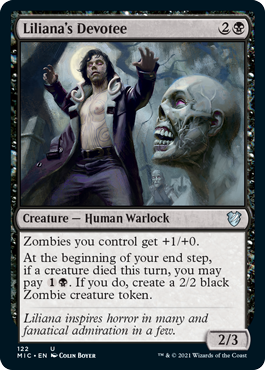 Liliana's Devotee 2
Creature — Human Warlock
Zombies you control get +1/+0.
At the beginning of your end step,
if a creature died this turn, you may
pay 1. If you do, create a 2/2 black
Zombie creature token.
Liliana inspires horror in many and
fanatical admiration in a few.
2/3
122 U
MIC • EN Colin Boyer
™ & © 2021 Wizards of the Coast